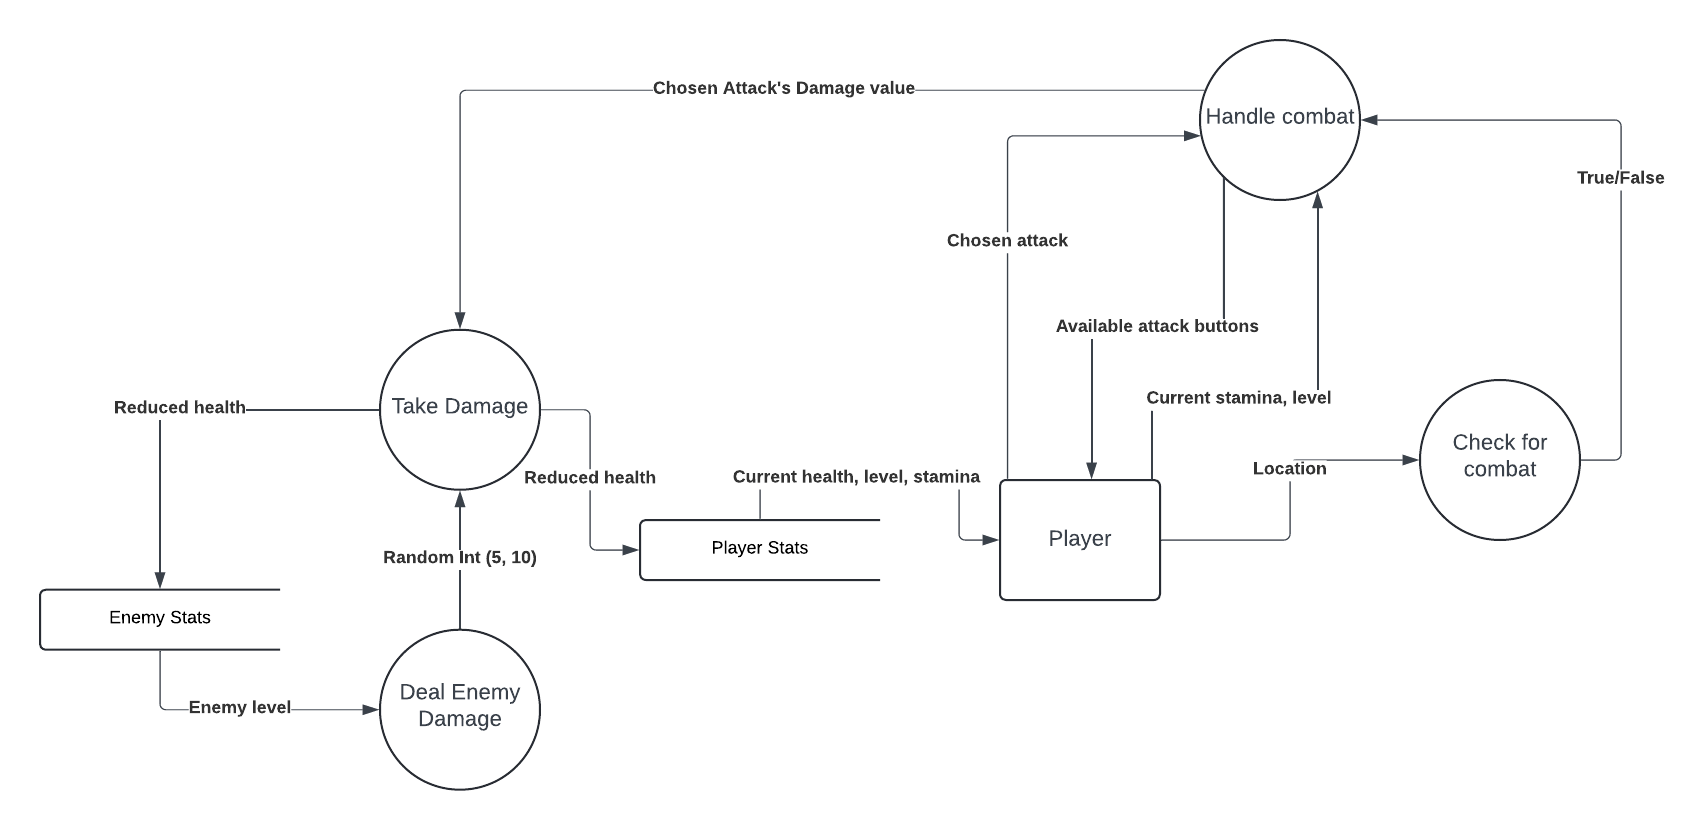 Chosen Attack's Damage value
Handle combat
True/False
Chosen attack
Available attack buttons
Current stamina, level
Reduced health
Take Damage
Check for
combat
Location
Reduced health
Current health, level, stamina
Player Stats
Player
Random Int (5, 10)
Enemy Stats
Enemy level
Deal Enemy
Damage